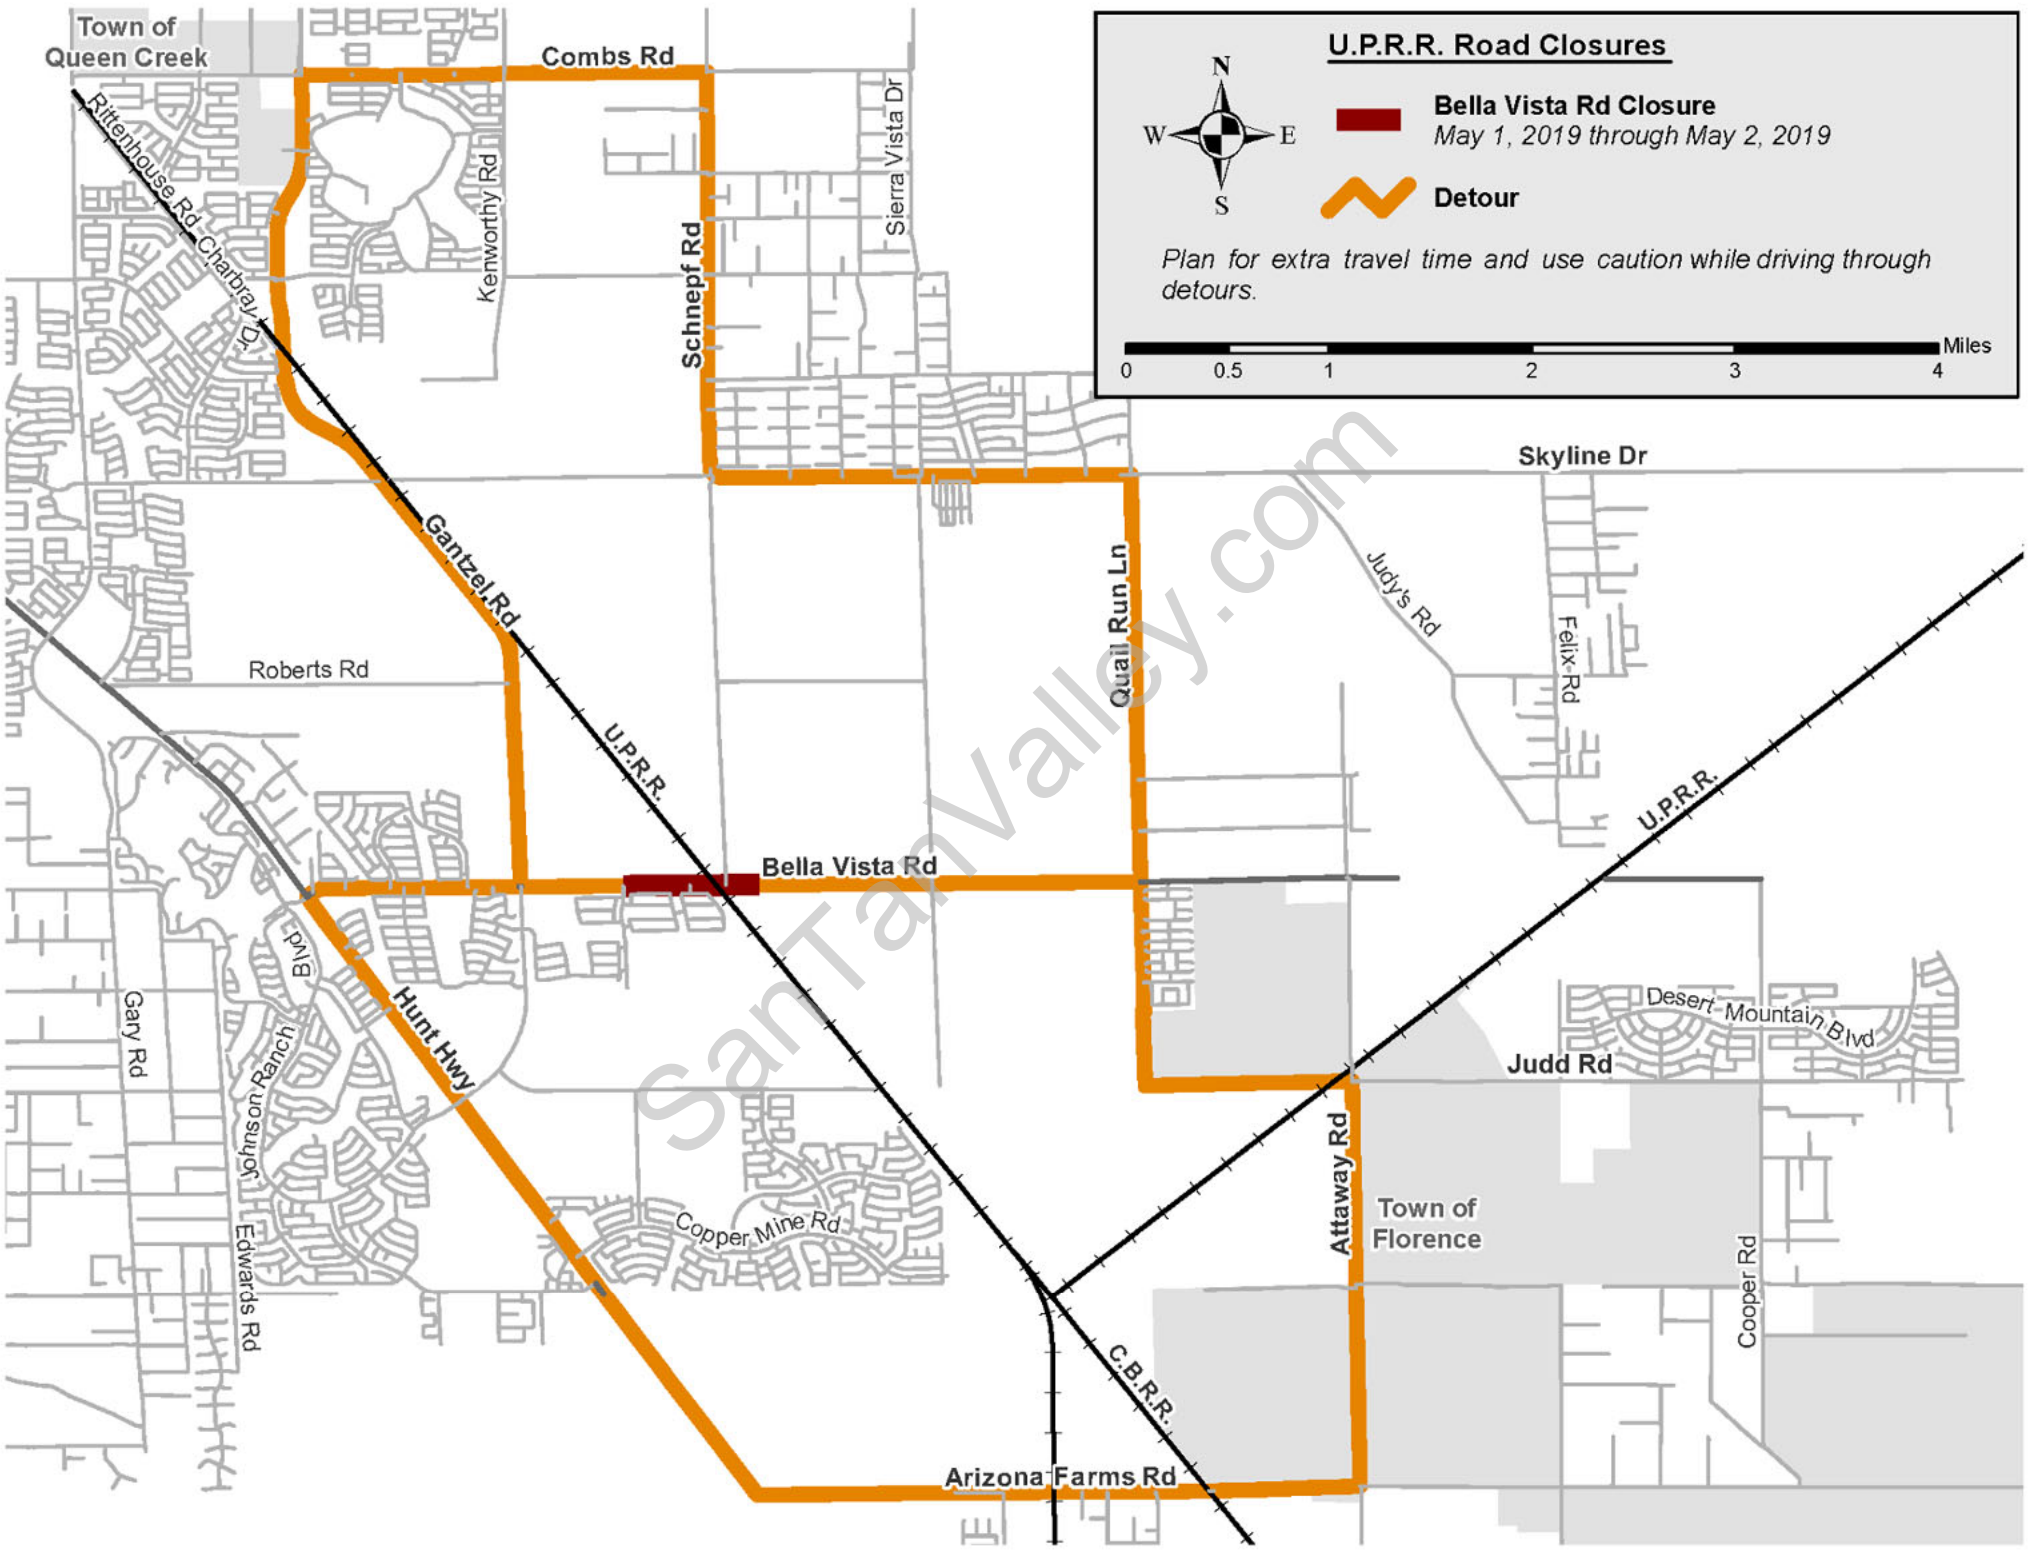 Town of
Queen Creek
Combs Rd
Rittenhouse Rd
Charbray Dr
Kenworthy Rd
Schnepf Rd
Sierra Vista Dr
U.P.R.R. Road Closures
N
W
E
S
Bella Vista Rd Closure
May 1, 2019 through May 2, 2019
Detour
Plan for extra travel time and use caution while driving through
detours.
Miles
0
0.5
1
2
3
4
Skyline Dr
Gantzel Rd
Quail Run Ln
Judy's Rd
Felix Rd
Roberts Rd
U.P.R.R.
U.P.R.R.
Bella Vista Rd
SanTanValley.com
Gary Rd
Johnson Ranch
Blvd
Hunt Hwy
Desert Mountain Blvd
Judd Rd
Attaway Rd
Town of
Florence
Copper Mine Rd
Edwards Rd
Cooper Rd
C.B.R.R.
Arizona Farms Rd